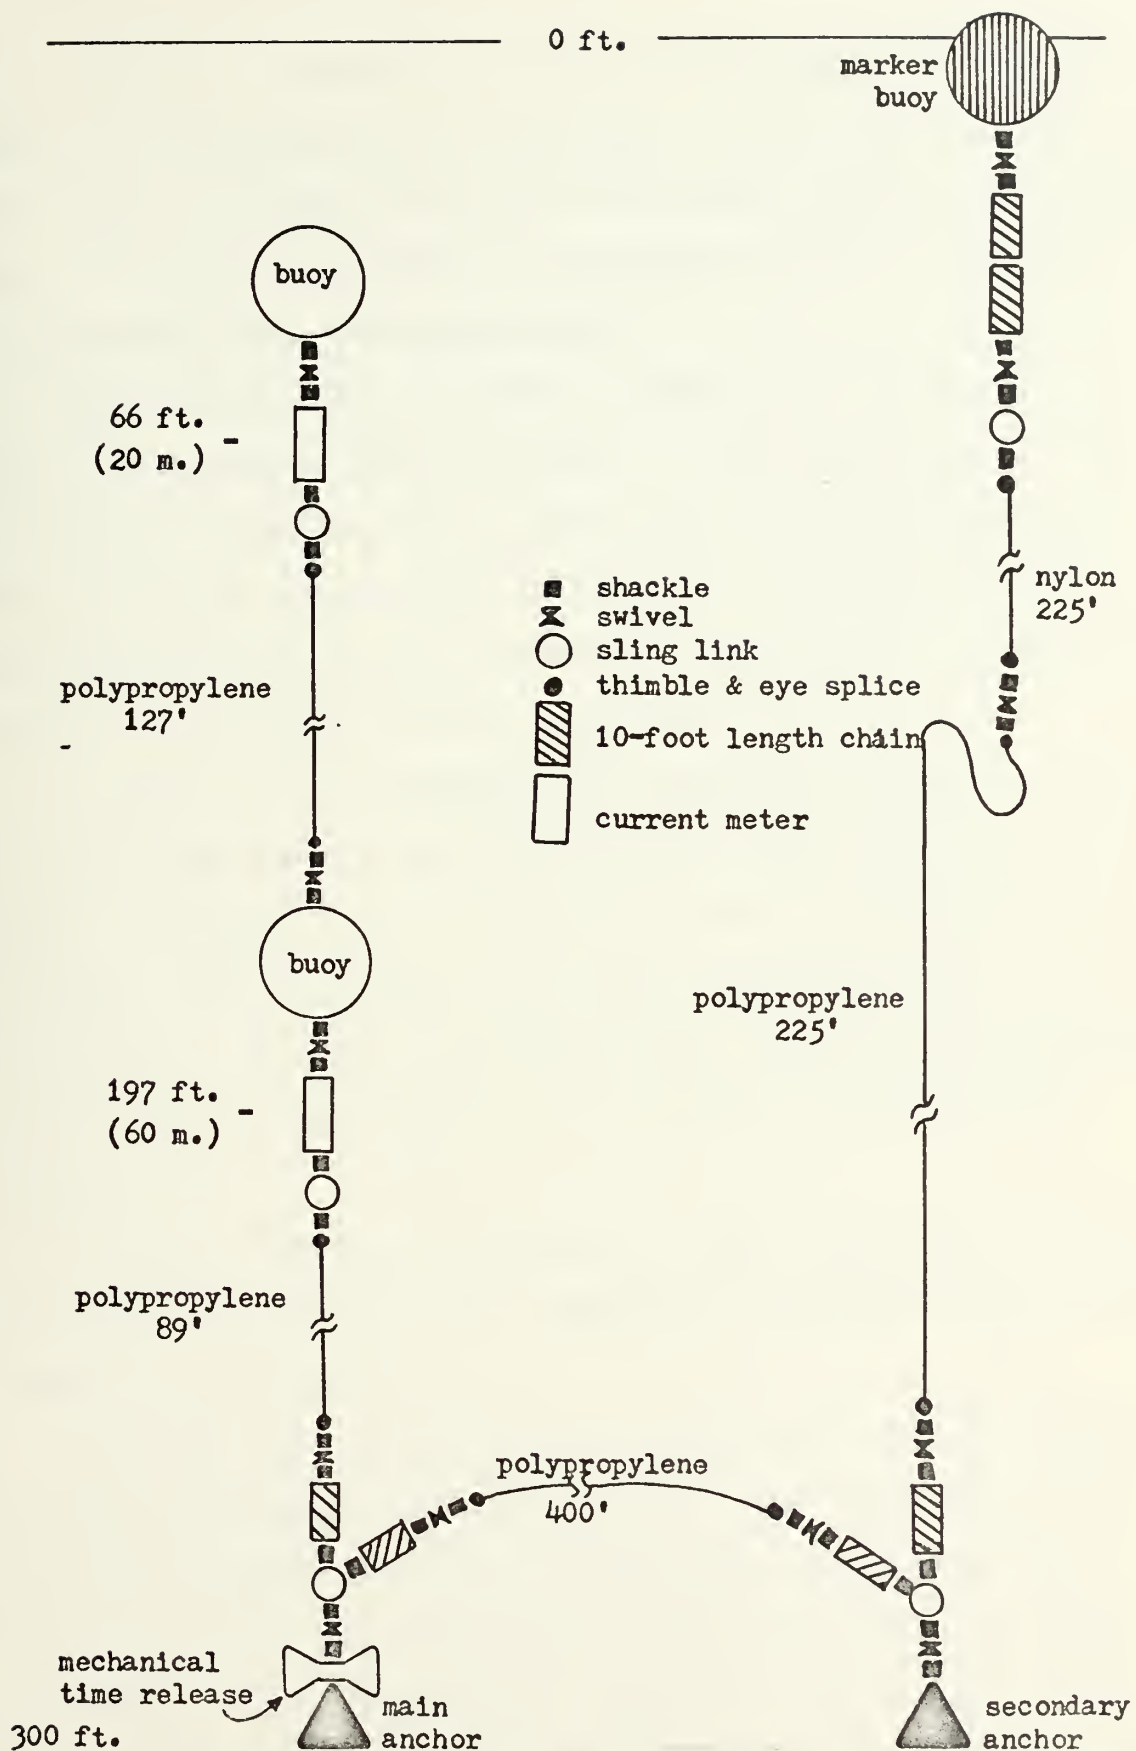 0 ft.
marker
buoy
buoy
66 ft. -
(20 m.)
shackle
swivel
sling link
thimble & eye splice
10-foot length chain
current meter
nylon
225'
polypropylene
127'
buoy
polypropylene
225'
197 ft. -
(60 m.)
polypropylene
89'
polypropylene
400'
mechanical
time release
main
anchor
secondary
anchor
300 ft.